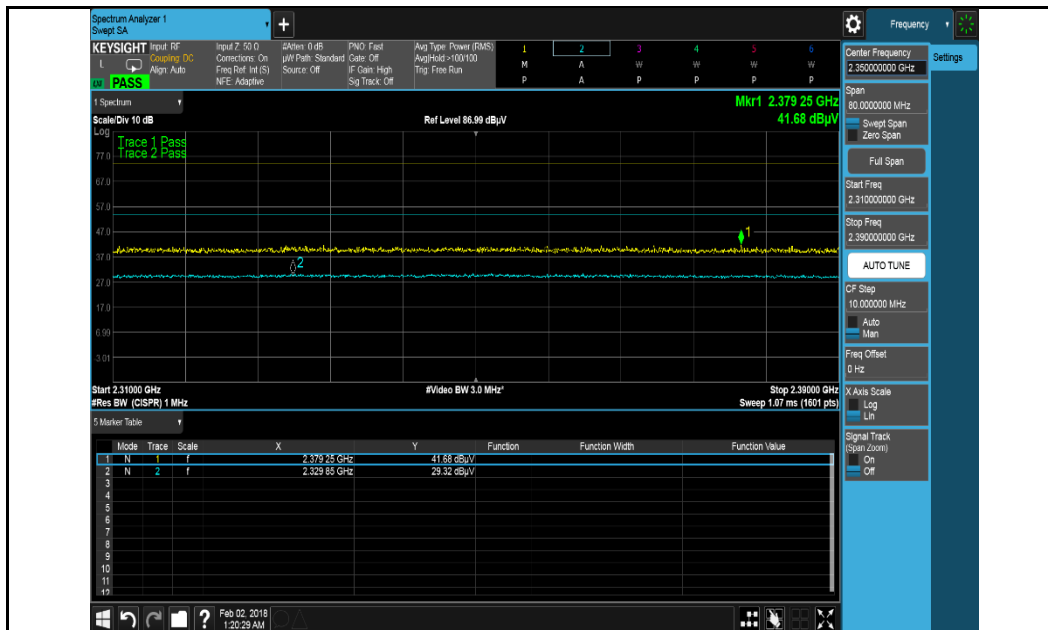 Spectrum Analyzer 1
Swept SA
Frequency
KEYSIGHT Input: RF Input Z: 50 Ω #Atten: 0 dB PNO: Fast Avg Type: Power (RMS) 1 2 3 4 5 6
L Coupling: DC Corrections: On µW Path: Standard Gate: Off Avg|Hold:>100/100 M A W W W W
Align: Auto Freq Ref: Int (S) Source: Off IF Gain: High Trig: Free Run
PASS NFE: Adaptive Sig Track: Off P A P P P P
Settings
Center Frequency
2.350000000 GHz
Span
80.0000000 MHz
Swept Span
Zero Span
Full Span
Start Freq
2.310000000 GHz
Stop Freq
2.390000000 GHz
AUTO TUNE
CF Step
10.000000 MHz
Auto
Man
Freq Offset
0 Hz
X Axis Scale
Log
Lin
Signal Track
(Span Zoom)
On
Off
1 Spectrum
Mkr1 2.379 25 GHz
Scale/Div 10 dB Ref Level 86.99 dBµV 41.68 dBµV
Log
Trace 1 Pass
Trace 2 Pass
77.0
67.0
57.0
47.0
1
37.0
2
27.0
17.0
6.99
-3.01
Start 2.31000 GHz #Video BW 3.0 MHz* Stop 2.39000 GHz
#Res BW (CISPR) 1 MHz Sweep 1.07 ms (1601 pts)
5 Marker Table
Mode Trace Scale X Y Function Function Width Function Value
1 N 1 f 2.379 25 GHz 41.68 dBµV
2 N 2 f 2.329 85 GHz 29.32 dBµV
3
4
5
6
7
8
9
10
11
12
Feb 02, 2018
1:20:29 AM